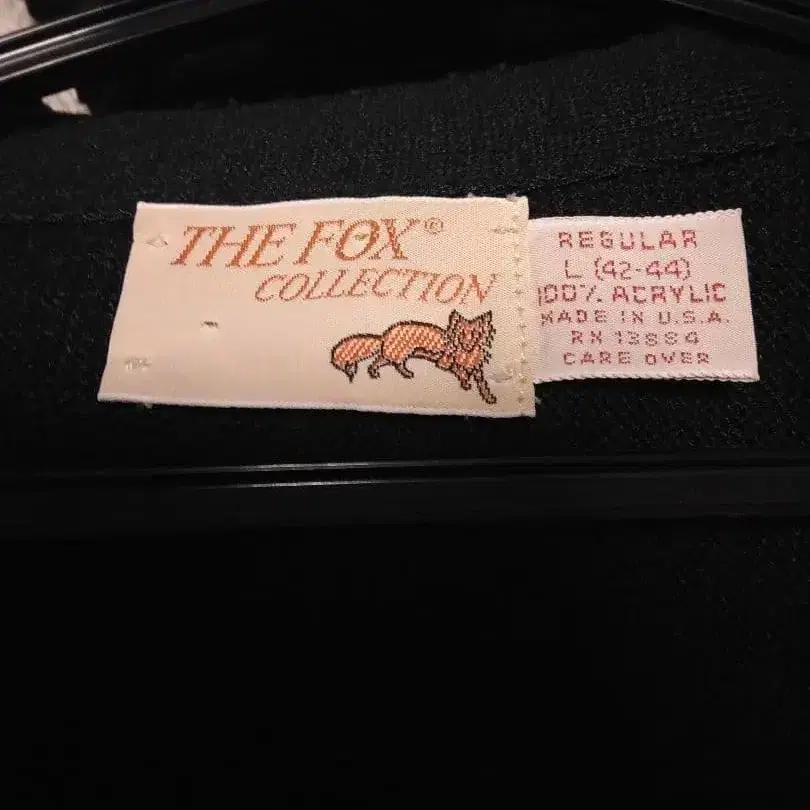 THE FOX®
COLLECTION
REGULAR
L (42-44)
100% ACRYLIC
MADE IN U.S.A.
RN 13884
CARE OVER